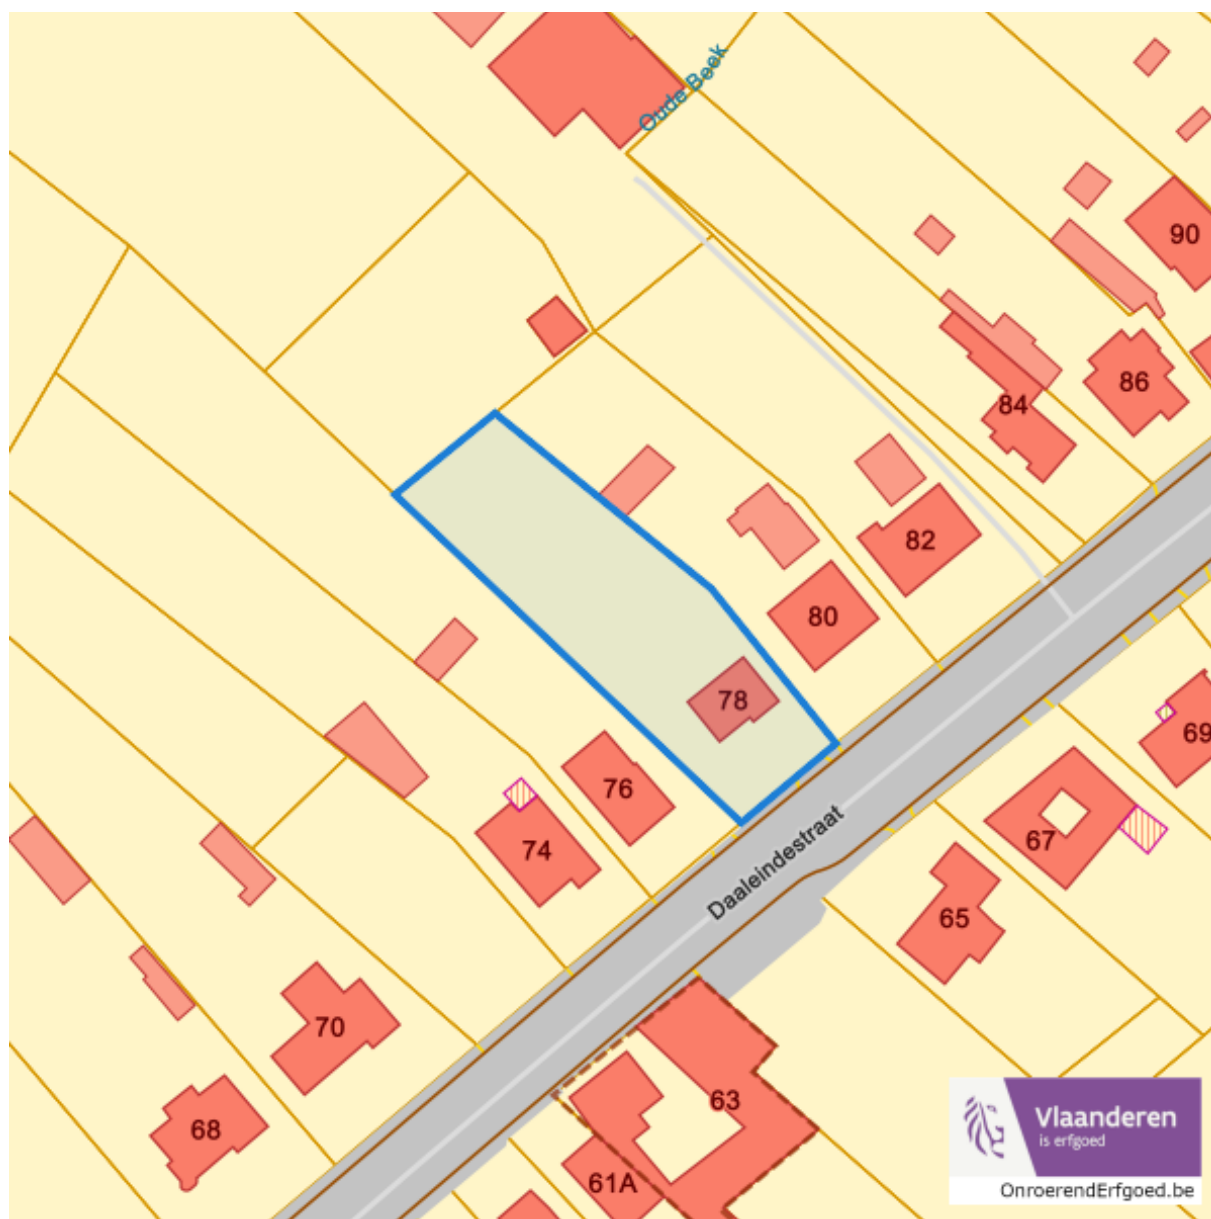 Oude Beek
90
86
84
82
80
78
69
76
67
74
Daaleindestraat
65
70
63
68
61A
Vlaanderen
is erfgoed
OnroerendErfgoed.be